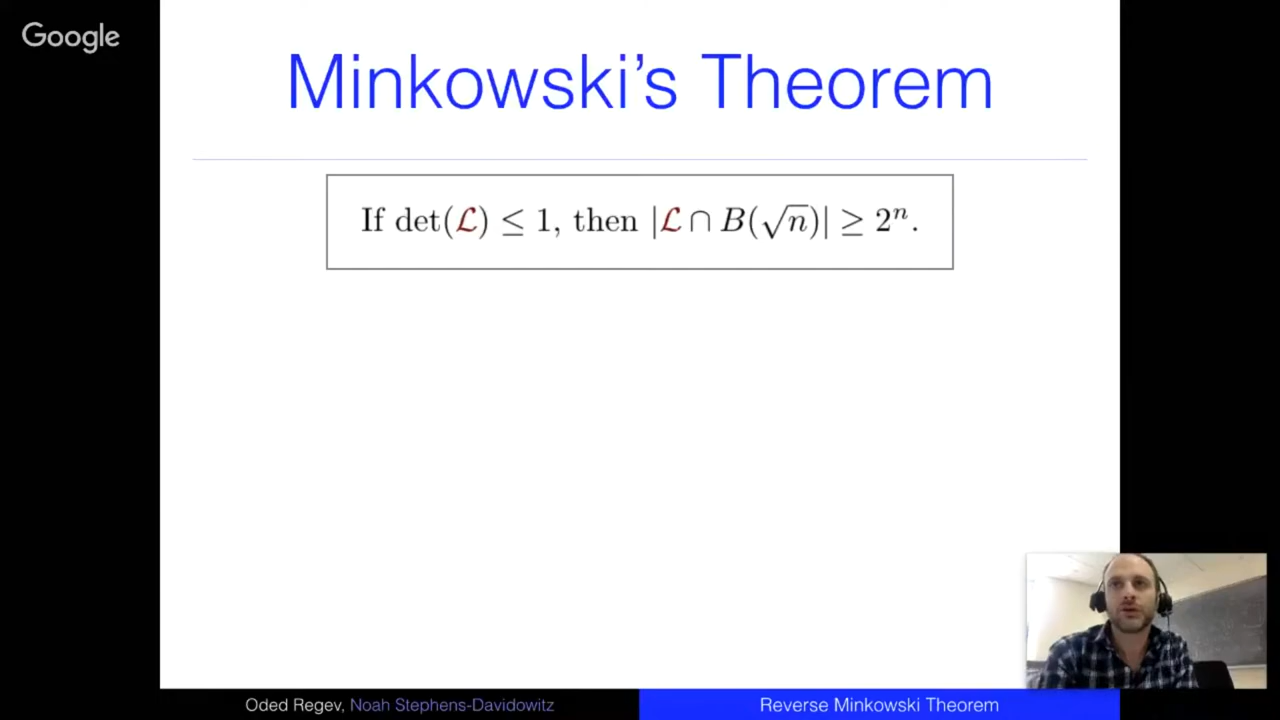 Google
Minkowski's Theorem
If det(ℒ) ≤ 1, then |ℒ ∩ B(√n)| ≥ 2ⁿ.
Oded Regev, Noah Stephens-Davidowitz
Reverse Minkowski Theorem